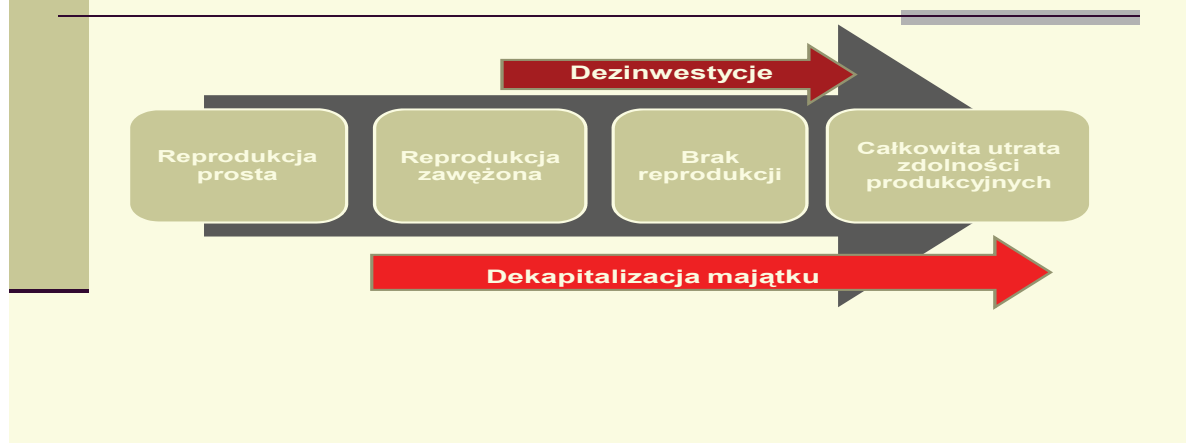 Dezinwestycje
Reprodukcja
prosta
Reprodukcja
zawężona
Brak
reprodukcji
Całkowita utrata
zdolności
produkcyjnych
Dekapitalizacja majątku